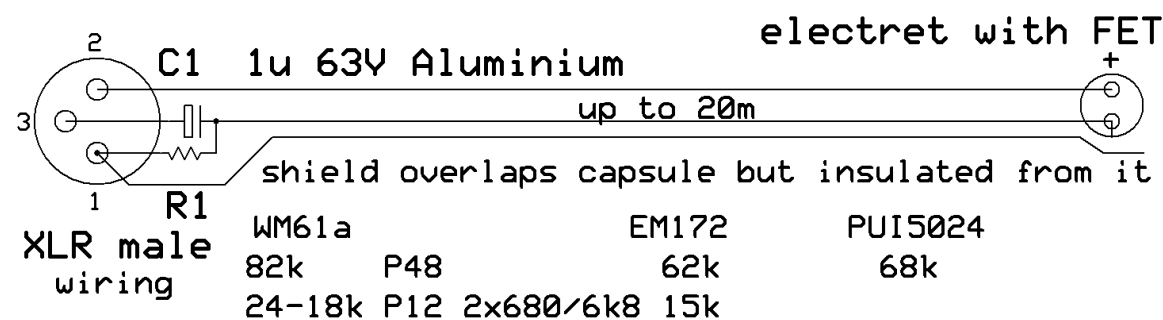 electret with FET
2
C1 1u 63V Aluminium
+
3
up to 20m
shield overlaps capsule but insulated from it
1
R1
XLR male
wiring
WM61a EM172 PUI5024
82k P48 62k 68k
24-18k P12 2x680/6k8 15k